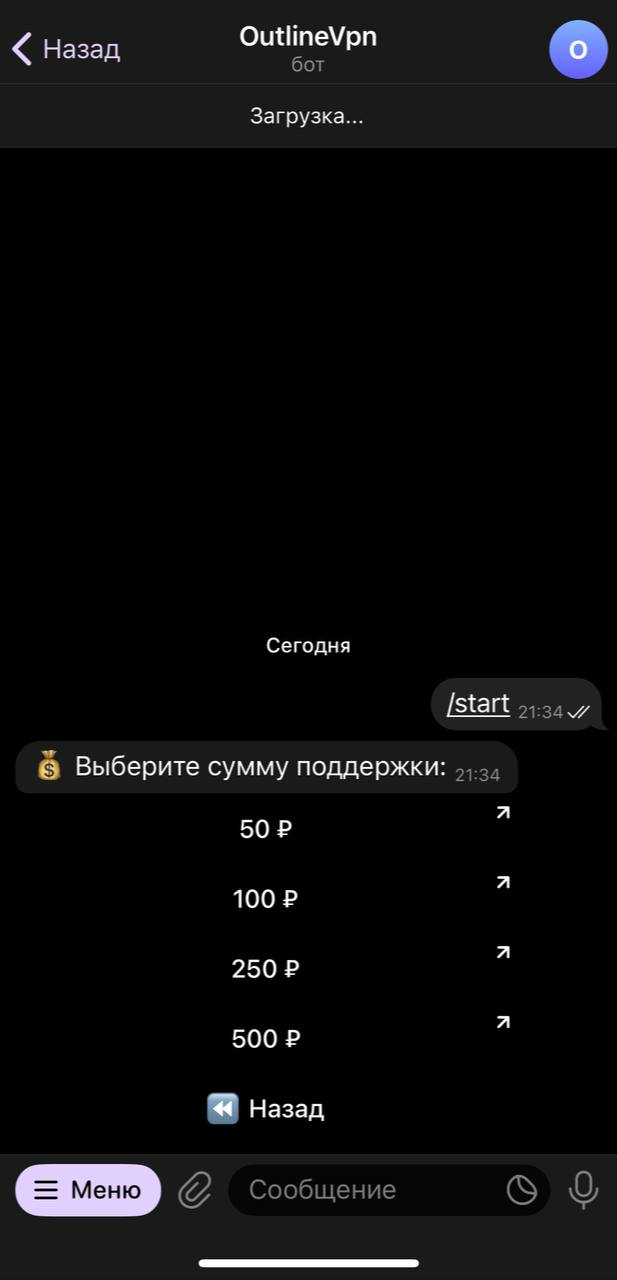 Назад
OutlineVpn
бот
O
Загрузка...
Сегодня
/start 21:34
💰 Выберите сумму поддержки: 21:34
50 ₽
100 ₽
250 ₽
500 ₽
⏪ Назад
Меню
Сообщение